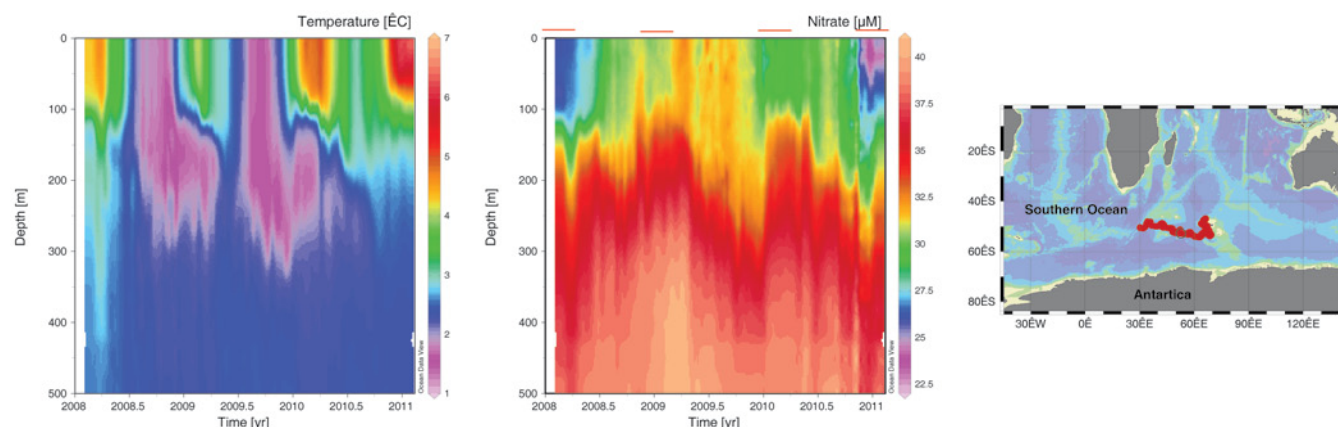 Temperature [ÊC]
0
100
200
300
400
500
Depth [m]
2008
2008.5
2009
2009.5
2010
2010.5
2011
Time [yr]
7
6
5
4
3
2
1
Ocean Data View
Nitrate [µM]
0
100
200
300
400
500
Depth [m]
2008
2008.5
2009
2009.5
2010
2010.5
2011
Time [yr]
40
37.5
35
32.5
30
27.5
25
22.5
Ocean Data View
20ÊS
40ÊS
60ÊS
80ÊS
Southern Ocean
Antartica
30ÊW
0Ê
30ÊE
60ÊE
90ÊE
120ÊE